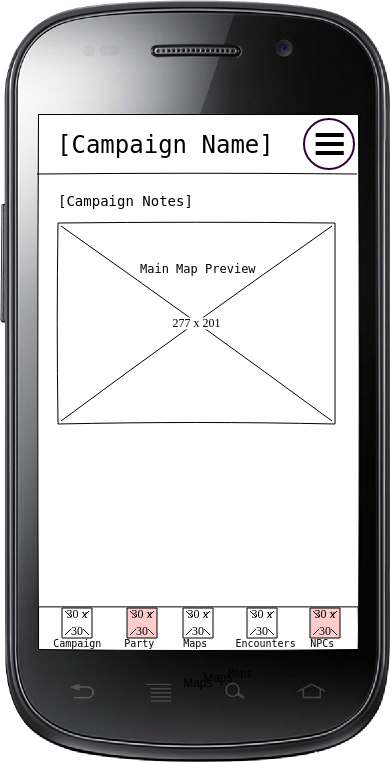 [Campaign Name]
[Campaign Notes]
Main Map Preview
277 x 201
30 x 30 30 x 30 30 x 30 30 x 30 30 x 30
Campaign Party Maps Encounters NPCs
Maps Maps Maps